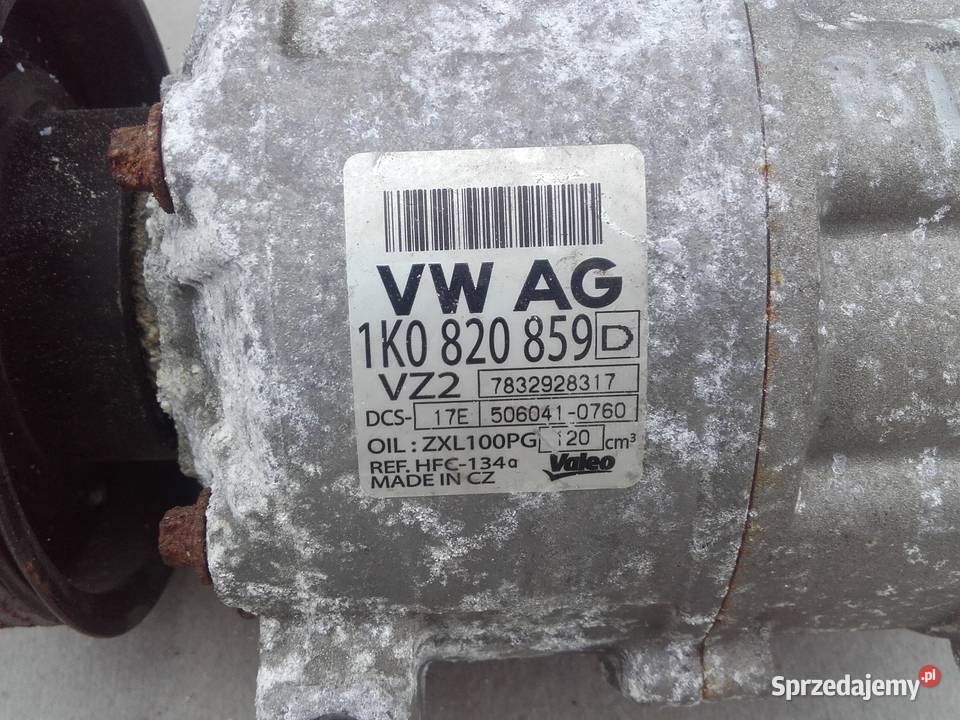 VW AG
1K0 820 859 D
VZ2 7832928317
DCS- 17E 506041-0760
OIL : ZXL100PG 120 cm³
REF. HFC-134a Valeo
MADE IN CZ
Sprzedajemy.pl